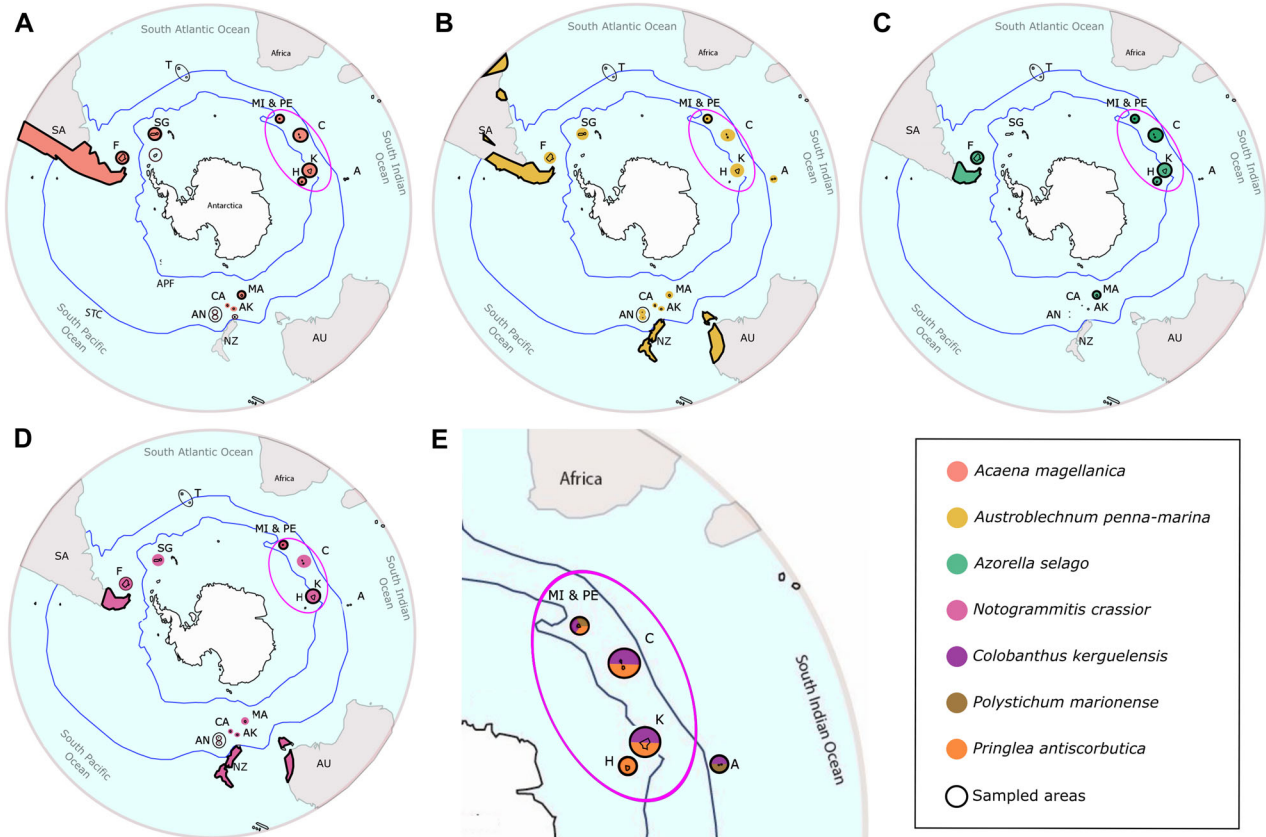 A
South Atlantic Ocean
Africa
T
MI & PE
SG
C
SA
F
K
H
A
South Indian
Ocean
Antarctica
APF
MA
CA
AK
AN
STC
NZ
AU
South Pacific
Ocean
B
South Atlantic Ocean
Africa
T
MI & PE
SG
C
SA
F
K
H
A
South Indian
Ocean
MA
CA
AK
AN
NZ
AU
South Pacific
Ocean
C
South Atlantic Ocean
Africa
T
MI & PE
SG
C
SA
F
K
H
A
South Indian
Ocean
MA
CA
AK
AN
NZ
AU
South Pacific
Ocean
D
South Atlantic Ocean
Africa
T
MI & PE
SG
C
SA
F
K
H
A
South Indian
Ocean
MA
CA
AK
AN
NZ
AU
South Pacific
Ocean
E
Africa
MI & PE
C
K
H
A
South Indian Ocean
Acaena magellanica
Austroblechnum penna-marina
Azorella selago
Notogrammitis crassior
Colobanthus kerguelensis
Polystichum marionense
Pringlea antiscorbutica
Sampled areas